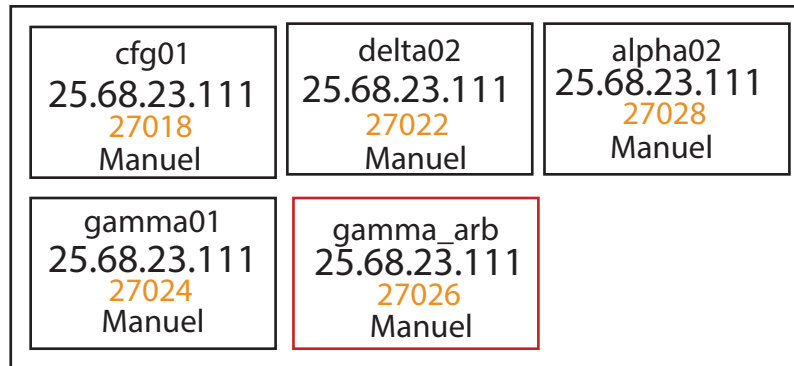 cfg01
25.68.23.111
27018
Manuel
delta02
25.68.23.111
27022
Manuel
alpha02
25.68.23.111
27028
Manuel
gamma01
25.68.23.111
27024
Manuel
gamma_arb
25.68.23.111
27026
Manuel